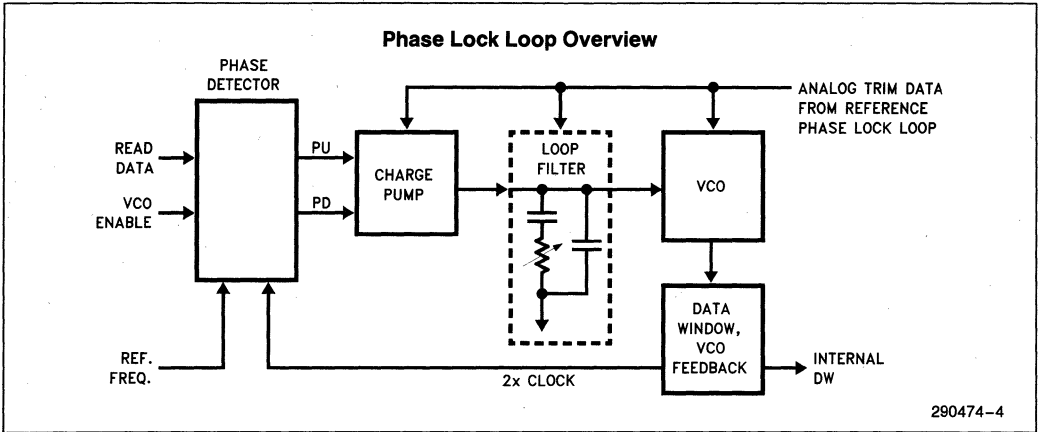 Phase Lock Loop Overview
PHASE
DETECTOR
ANALOG TRIM DATA
FROM REFERENCE
PHASE LOCK LOOP
READ
DATA
VCO
ENABLE
PU
PD
CHARGE
PUMP
LOOP
FILTER
VCO
DATA
WINDOW,
VCO
FEEDBACK
REF.
FREQ.
2x CLOCK
INTERNAL
DW
290474–4